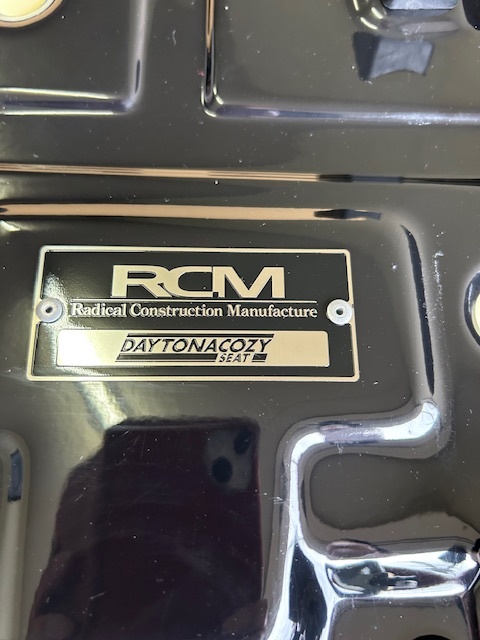 RCM
Radical Construction Manufacture
DAYTONACOZY
SEAT